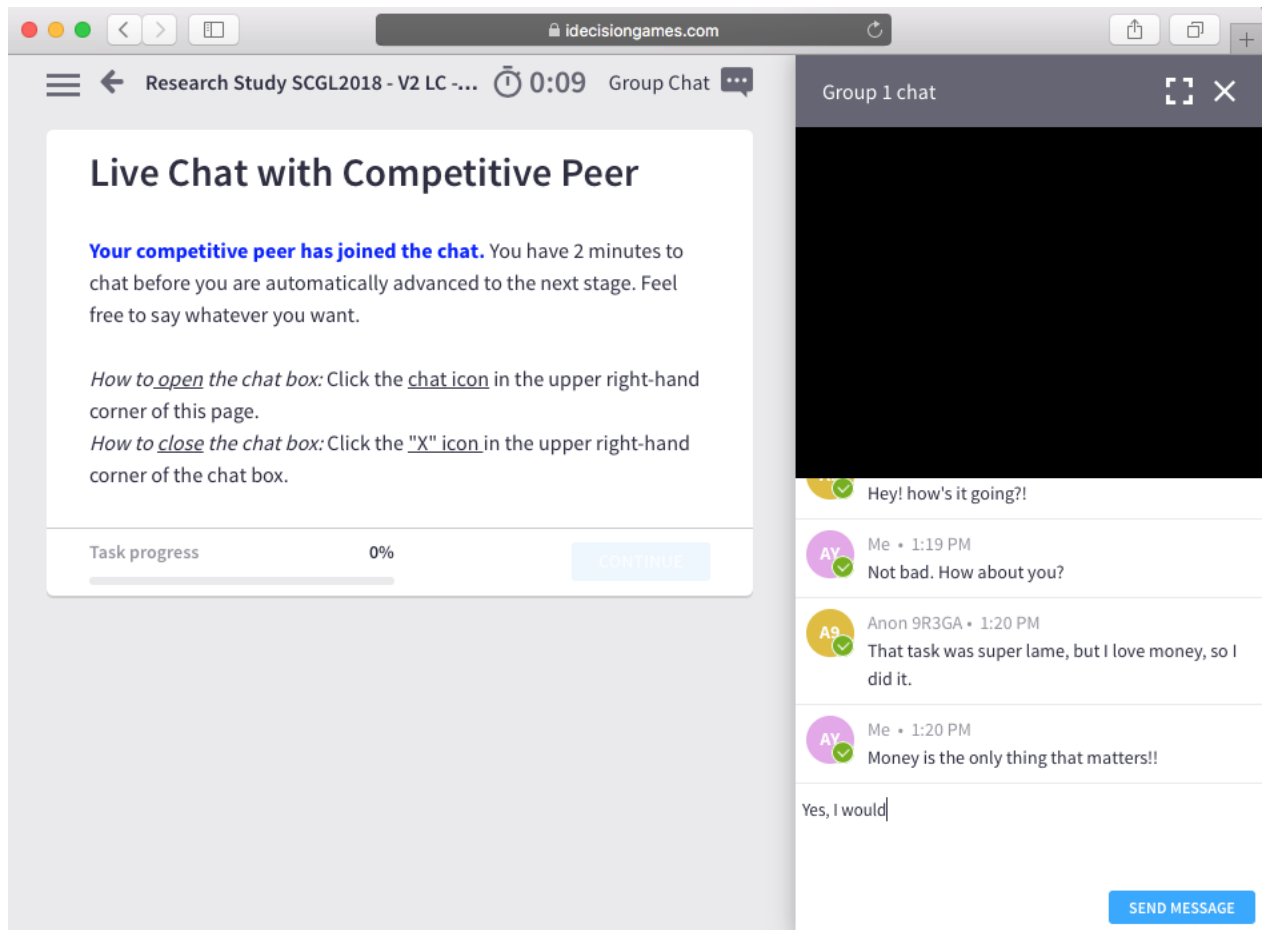 idecisiongames.com
Research Study SCGL2018 - V2 LC -...
0:09
Group Chat
Live Chat with Competitive Peer
Your competitive peer has joined the chat. You have 2 minutes to
chat before you are automatically advanced to the next stage. Feel
free to say whatever you want.
How to open the chat box: Click the chat icon in the upper right-hand
corner of this page.
How to close the chat box: Click the "X" icon in the upper right-hand
corner of the chat box.
Task progress
0%
CONTINUE
Group 1 chat
Hey! how's it going?!
AY
Me • 1:19 PM
Not bad. How about you?
A9
Anon 9R3GA • 1:20 PM
That task was super lame, but I love money, so I
did it.
AY
Me • 1:20 PM
Money is the only thing that matters!!
Yes, I would
SEND MESSAGE